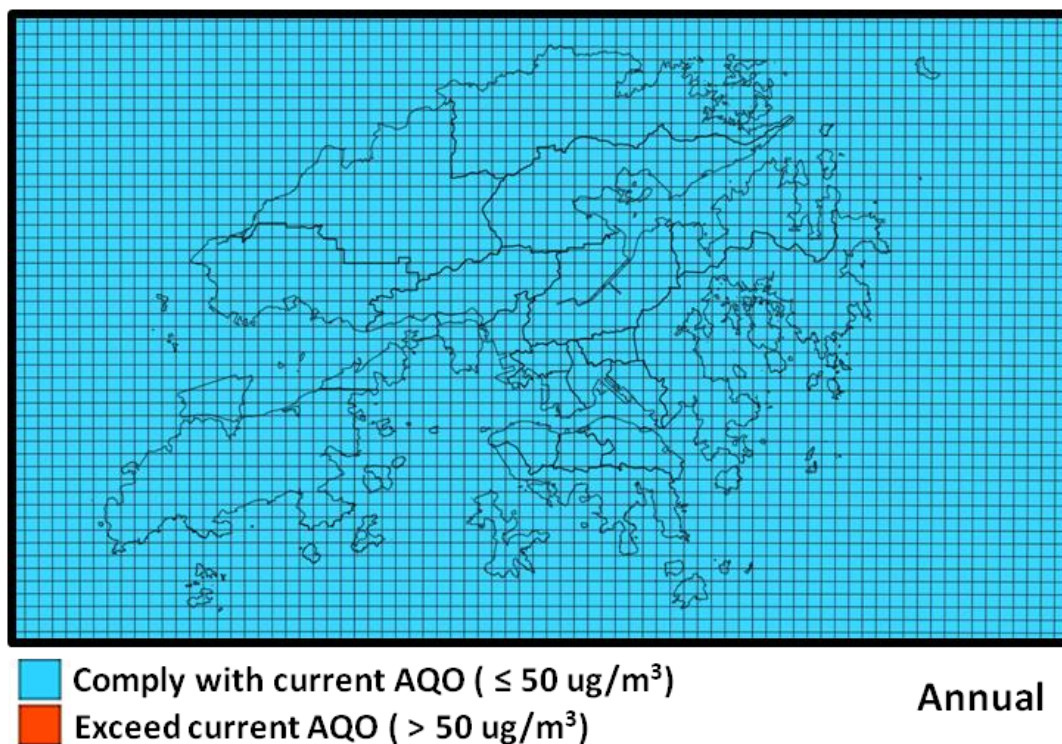 Comply with current AQO ( ≤ 50 ug/m³)
Exceed current AQO ( > 50 ug/m³)
Annual